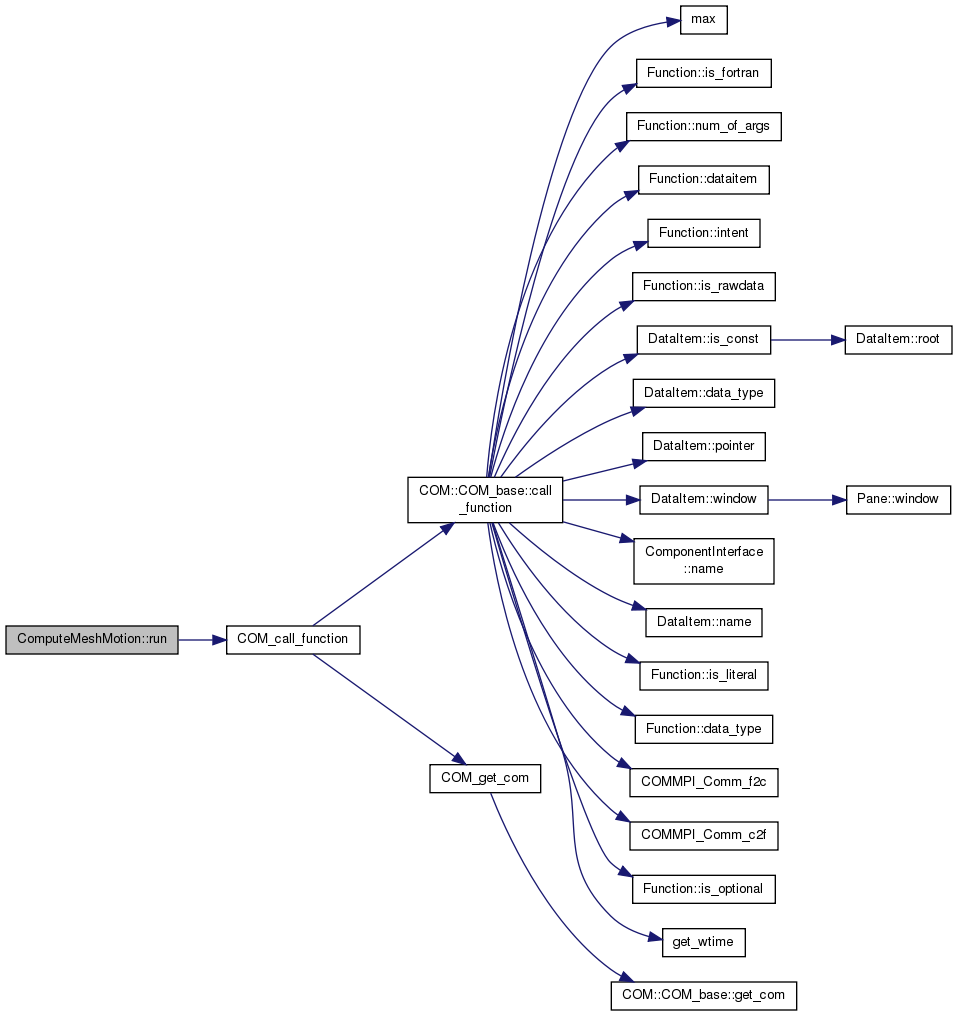 max
Function::is_fortran
Function::num_of_args
Function::dataitem
Function::intent
Function::is_rawdata
DataItem::is_const
DataItem::root
DataItem::data_type
DataItem::pointer
COM::COM_base::call
_function
DataItem::window
Pane::window
ComponentInterface
::name
DataItem::name
ComputeMeshMotion::run
COM_call_function
Function::is_literal
Function::data_type
COM_get_com
COMMPI_Comm_f2c
COMMPI_Comm_c2f
Function::is_optional
get_wtime
COM::COM_base::get_com